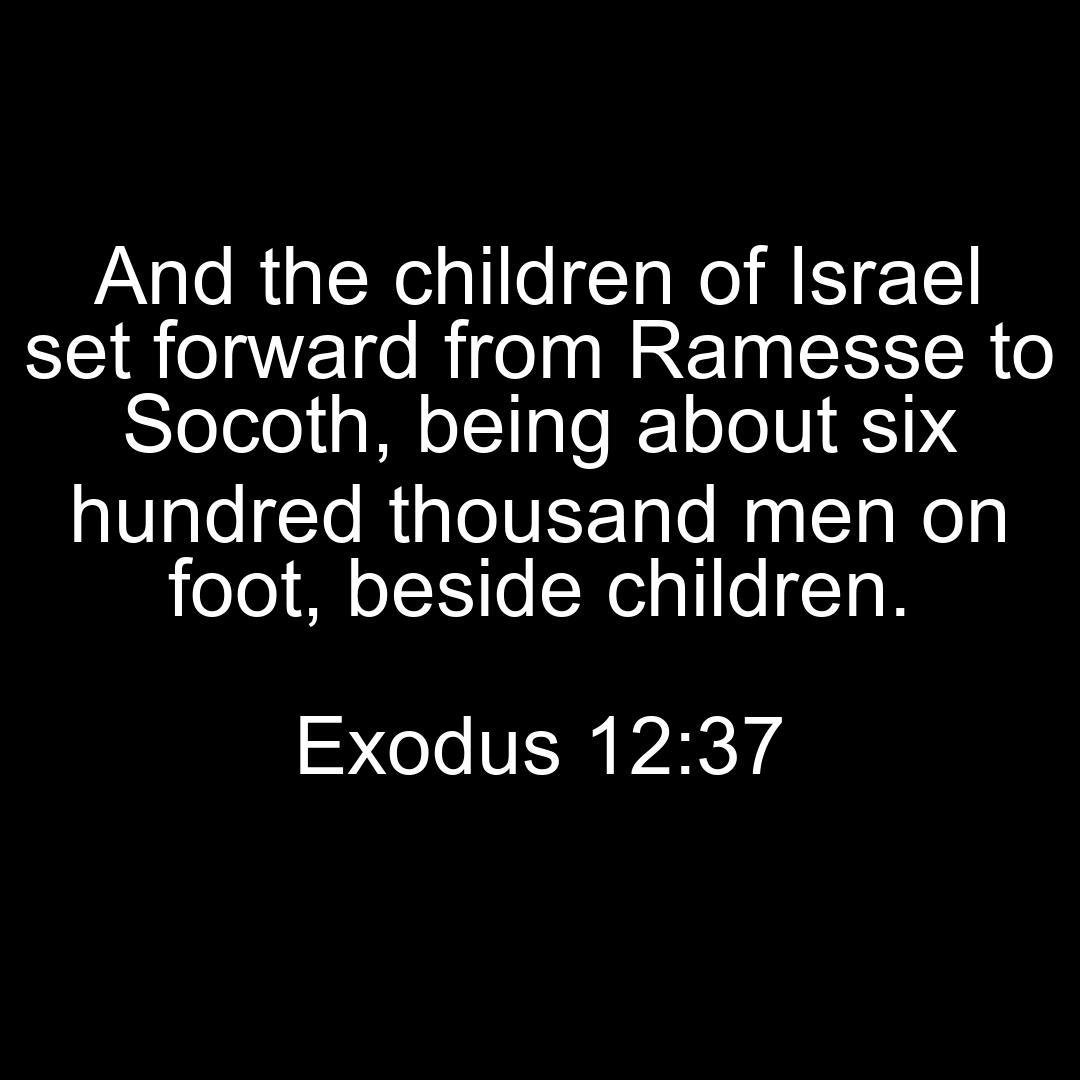 And the children of Israel
set forward from Ramesse to
Socoth, being about six
hundred thousand men on
foot, beside children.
Exodus 12:37